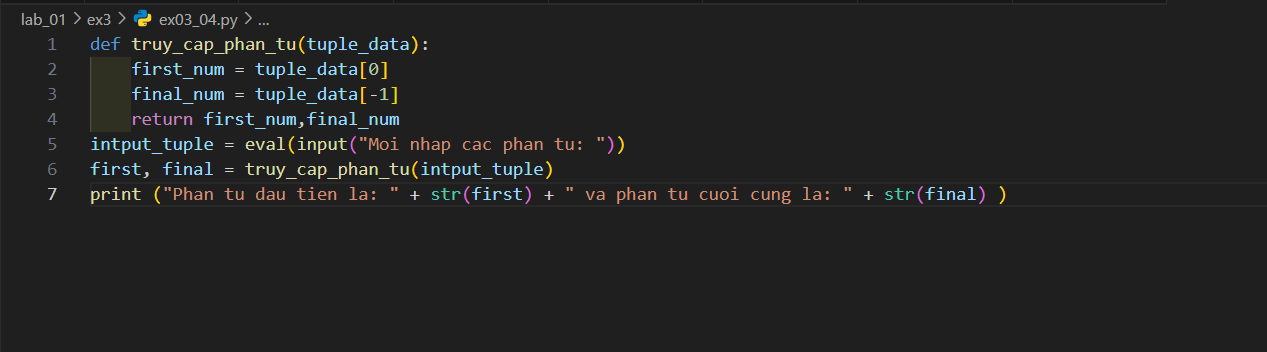 lab_01 > ex3 > ex03_04.py > ...
1 def truy_cap_phan_tu(tuple_data):
2     first_num = tuple_data[0]
3     final_num = tuple_data[-1]
4     return first_num,final_num
5 intput_tuple = eval(input("Moi nhap cac phan tu: "))
6 first, final = truy_cap_phan_tu(intput_tuple)
7 print ("Phan tu dau tien la: " + str(first) + " va phan tu cuoi cung la: " + str(final) )